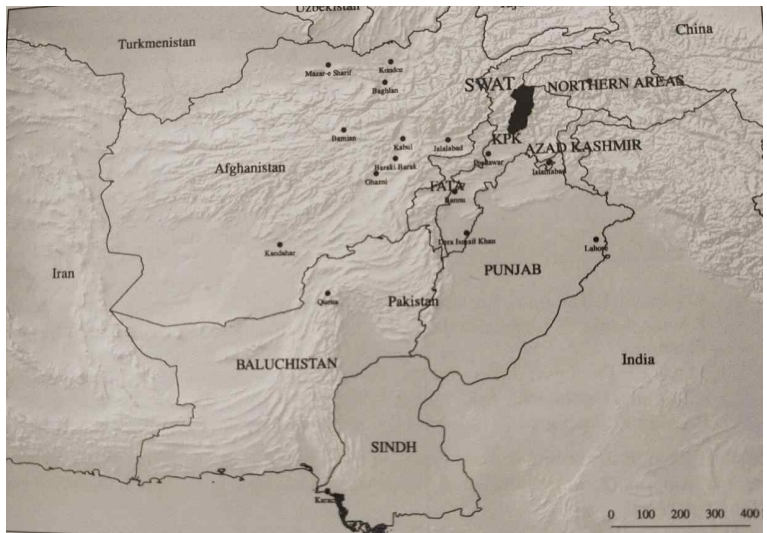 Uzbekistan
China
Turkmenistan
Mazar-e Sharif
Kunduz
Baghlan
SWAT
NORTHERN AREAS
KPK
AZAD KASHMIR
Bamian
Kabul
Jalalabad
Peshawar
Islamabad
Baraki Barak
Ghazni
Afghanistan
FATA
Bannu
Dera Ismail Khan
Lahore
Kandahar
Iran
PUNJAB
Quetta
Pakistan
BALUCHISTAN
India
SINDH
Karachi
0 100 200 300 400